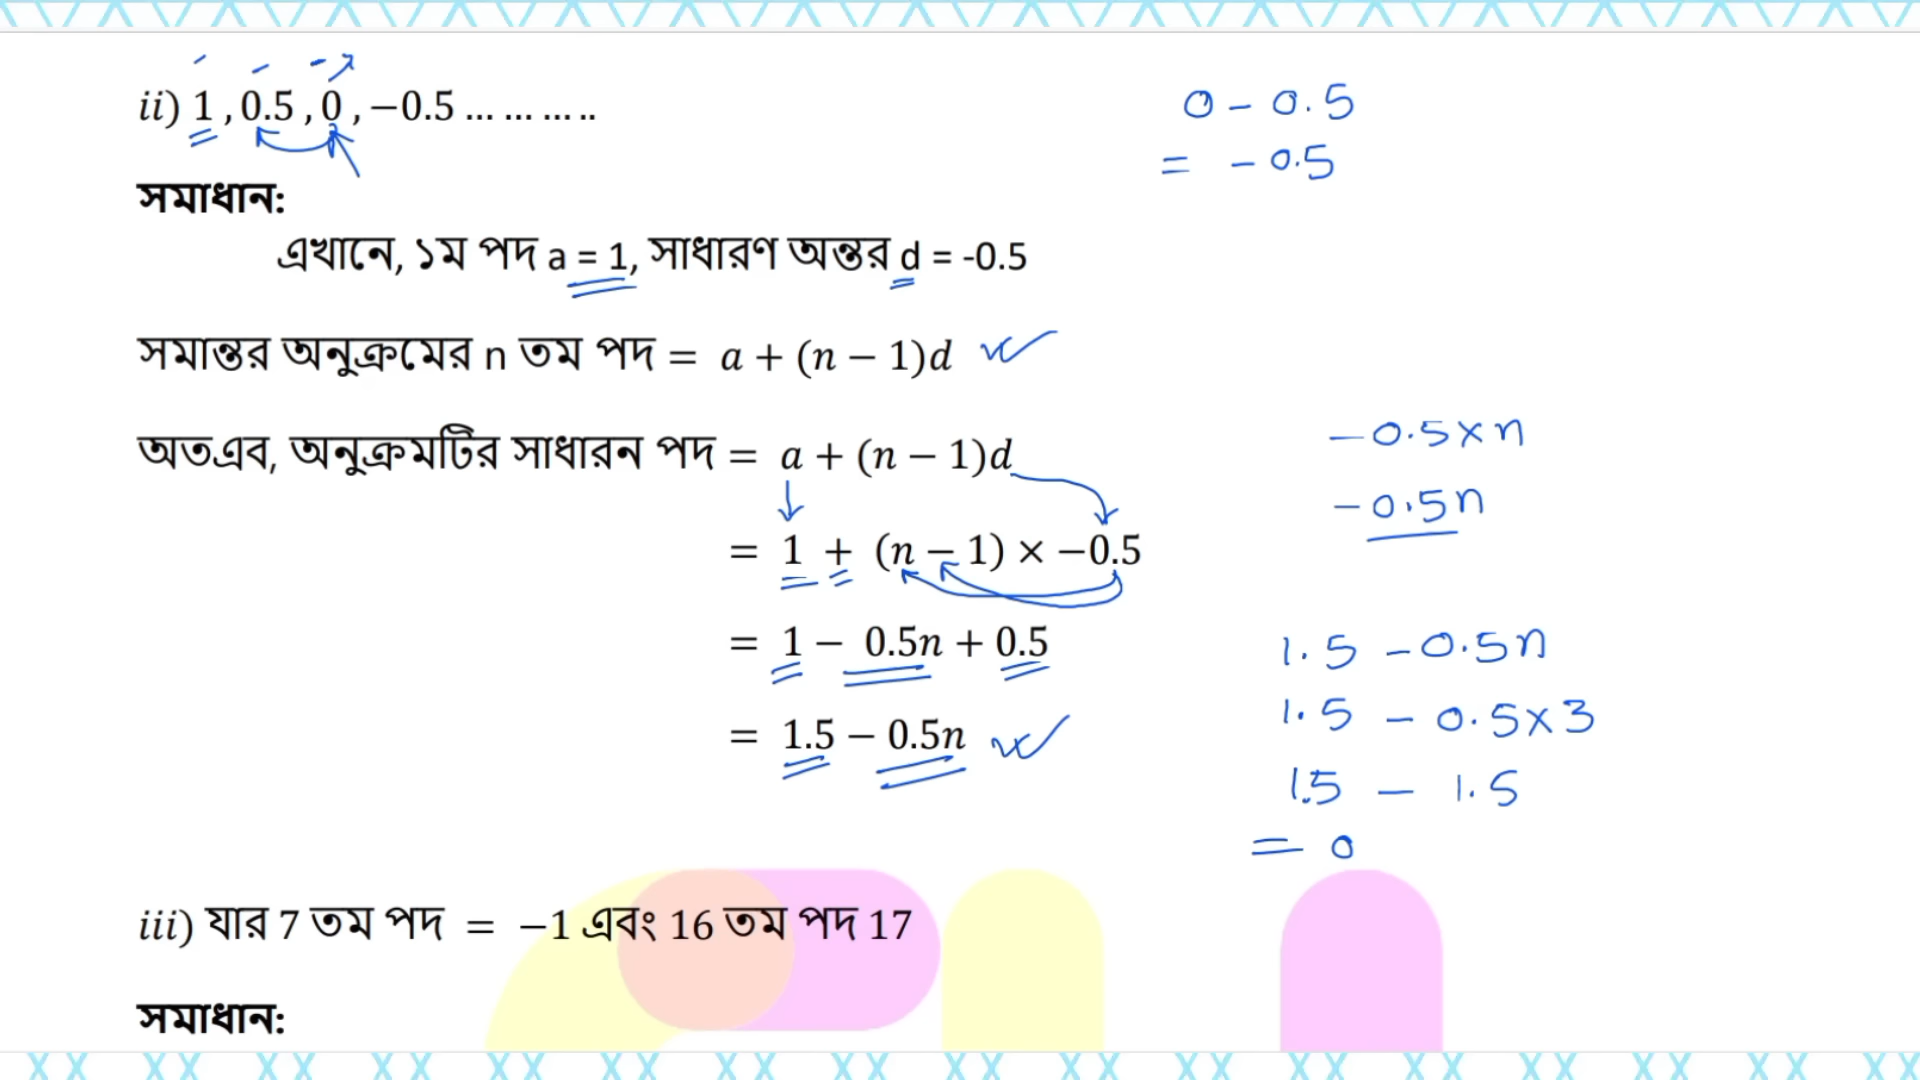 ii) 1 , 0.5 , 0 , −0.5 ... ... ... ..
0 - 0.5
= - 0.5
সমাধান:
এখানে, ১ম পদ a = 1, সাধারণ অন্তর d = -0.5
সমান্তর অনুক্রমের n তম পদ = a + (n − 1)d
অতএব, অনুক্রমটির সাধারন পদ = a + (n − 1)d
= 1 + (n − 1) × −0.5
= 1 − 0.5n + 0.5
= 1.5 − 0.5n
-0.5×n
-0.5n
1.5 - 0.5n
1.5 - 0.5×3
1.5 - 1.5
= 0
iii) যার 7 তম পদ = −1 এবং 16 তম পদ 17
সমাধান: